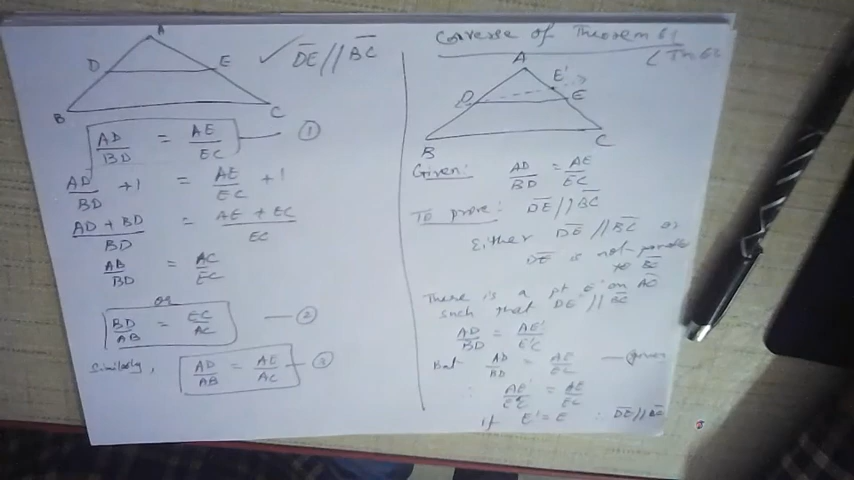 A
D E
B C
✓ DE // BC
AD/BD = AE/EC — ①
AD/BD + 1 = AE/EC + 1
AD + BD/BD = AE + EC/EC
AB/BD = AC/EC
or
BD/AB = EC/AC — ②
Similarly, AD/AB = AE/AC — ③
Converse of Theorem 61
A
E'
D E
B C
Given: AD/BD = AE/EC
To prove: DE // BC
Either DE // BC or
DE is not parallel
to BC
There is a pt E' on AC
such that DE' // BC
AD/BD = AE'/E'C
But AD/BD = AE/EC — given
∴ AE'/E'C = AE/EC
if E' = E ∴ DE // BC